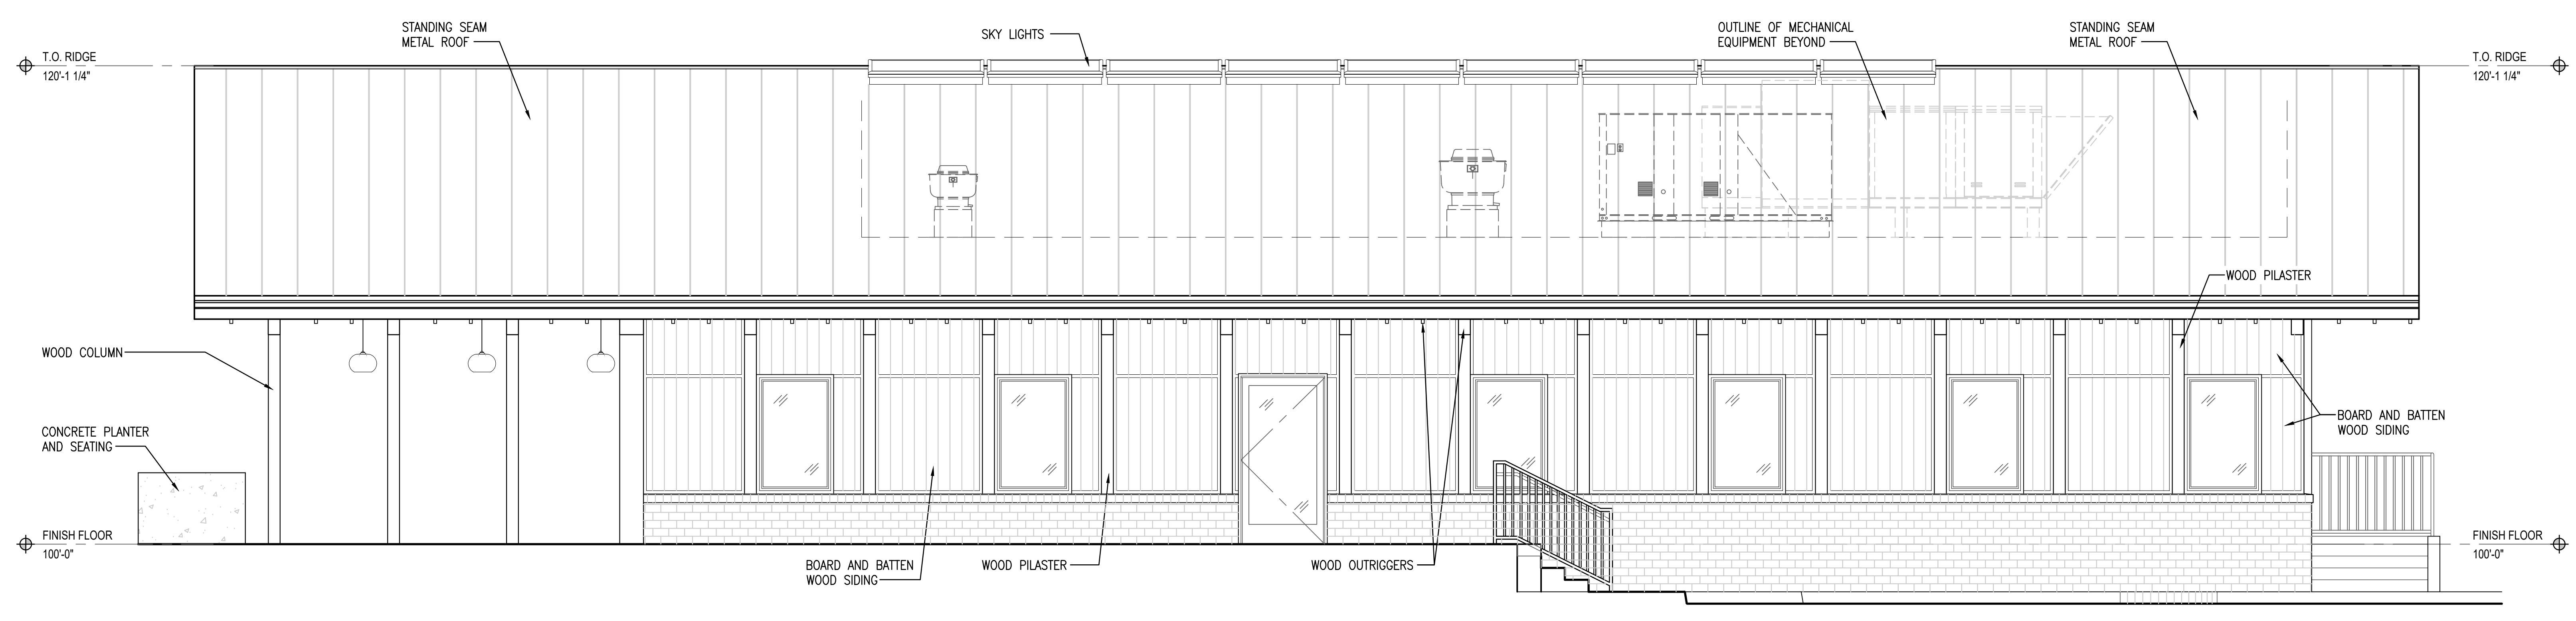 STANDING SEAM
METAL ROOF
SKY LIGHTS
OUTLINE OF MECHANICAL
EQUIPMENT BEYOND
STANDING SEAM
METAL ROOF
T.O. RIDGE
120'-1 1/4"
T.O. RIDGE
120'-1 1/4"
WOOD PILASTER
WOOD COLUMN
CONCRETE PLANTER
AND SEATING
BOARD AND BATTEN
WOOD SIDING
FINISH FLOOR
100'-0"
FINISH FLOOR
100'-0"
BOARD AND BATTEN
WOOD SIDING
WOOD PILASTER
WOOD OUTRIGGERS